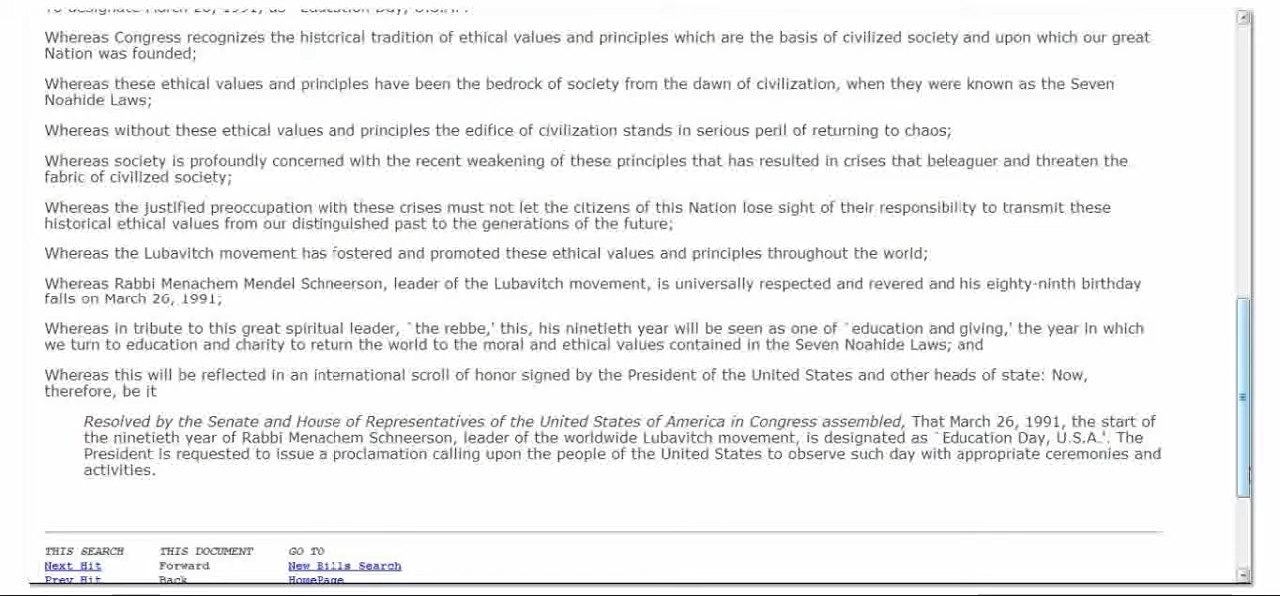 To designate March 26, 1991, as `Education Day, U.S.A.'.
Whereas Congress recognizes the historical tradition of ethical values and principles which are the basis of civilized society and upon which our great
Nation was founded;
Whereas these ethical values and principles have been the bedrock of society from the dawn of civilization, when they were known as the Seven
Noahide Laws;
Whereas without these ethical values and principles the edifice of civilization stands in serious peril of returning to chaos;
Whereas society is profoundly concerned with the recent weakening of these principles that has resulted in crises that beleaguer and threaten the
fabric of civilized society;
Whereas the justified preoccupation with these crises must not let the citizens of this Nation lose sight of their responsibility to transmit these
historical ethical values from our distinguished past to the generations of the future;
Whereas the Lubavitch movement has fostered and promoted these ethical values and principles throughout the world;
Whereas Rabbi Menachem Mendel Schneerson, leader of the Lubavitch movement, is universally respected and revered and his eighty-ninth birthday
falls on March 26, 1991;
Whereas in tribute to this great spiritual leader, `the rebbe,' this, his ninetieth year will be seen as one of `education and giving,' the year in which
we turn to education and charity to return the world to the moral and ethical values contained in the Seven Noahide Laws; and
Whereas this will be reflected in an international scroll of honor signed by the President of the United States and other heads of state: Now,
therefore, be it
Resolved by the Senate and House of Representatives of the United States of America in Congress assembled, That March 26, 1991, the start of
the ninetieth year of Rabbi Menachem Schneerson, leader of the worldwide Lubavitch movement, is designated as `Education Day, U.S.A.'. The
President is requested to issue a proclamation calling upon the people of the United States to observe such day with appropriate ceremonies and
activities.
THIS SEARCH THIS DOCUMENT GO TO
Next Hit Forward New Bills Search
Prev Hit Back HomePage